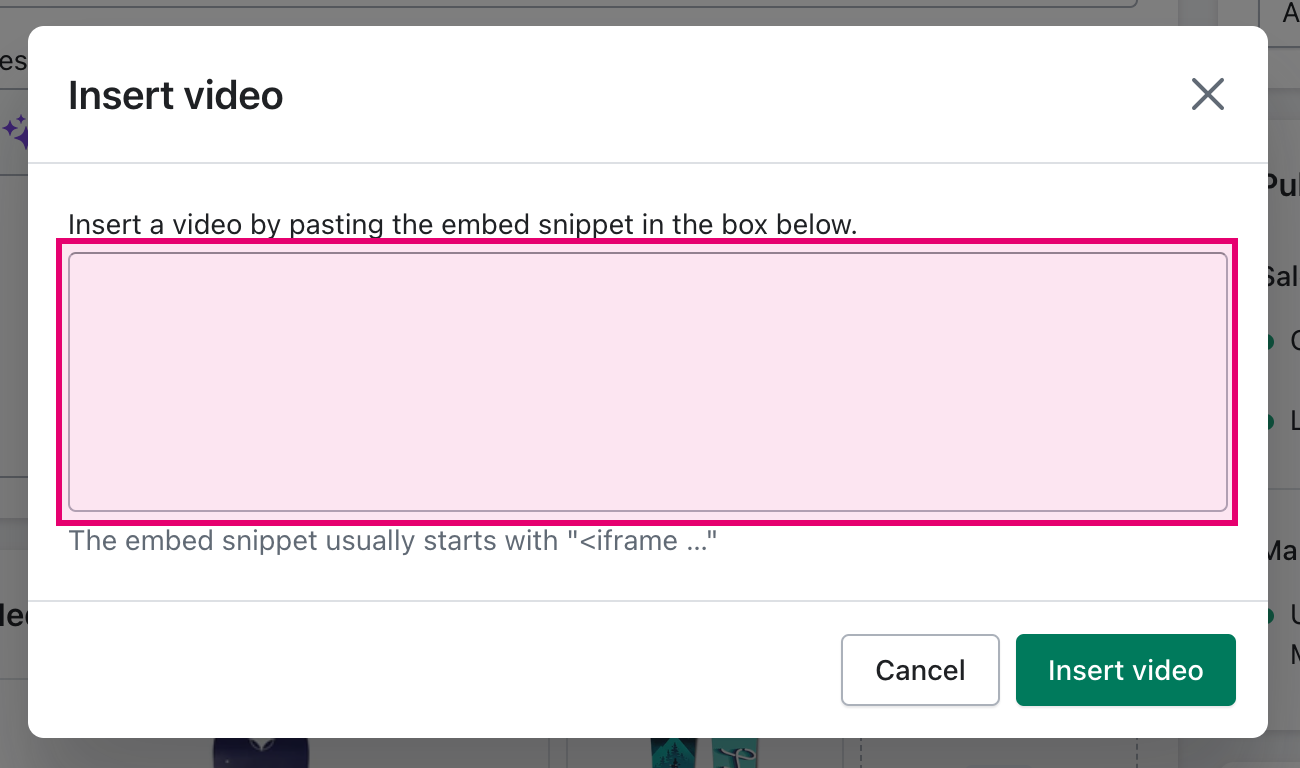 Insert video
Insert a video by pasting the embed snippet in the box below.
The embed snippet usually starts with "<iframe ..."
Cancel
Insert video